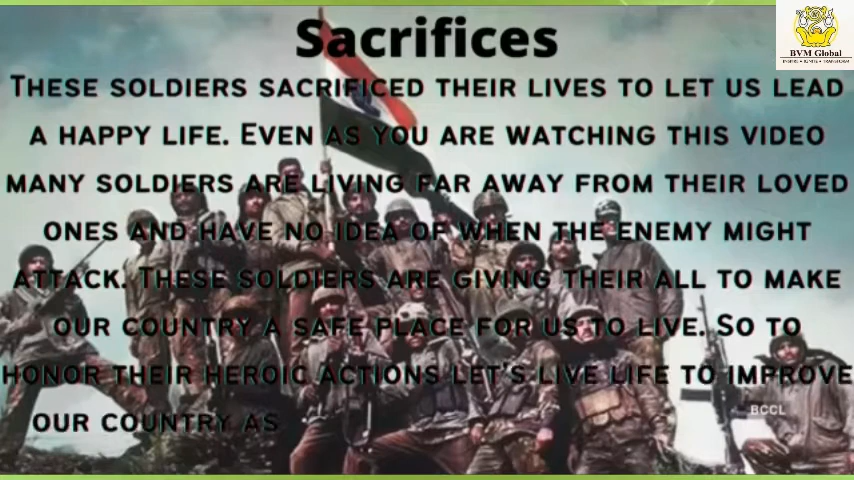 Sacrifices
BVM Global
INSPIRE • IGNITE • TRANSFORM
THESE SOLDIERS SACRIFICED THEIR LIVES TO LET US LEAD
A HAPPY LIFE. EVEN AS YOU ARE WATCHING THIS VIDEO
MANY SOLDIERS ARE LIVING FAR AWAY FROM THEIR LOVED
ONES AND HAVE NO IDEA OF WHEN THE ENEMY MIGHT
ATTACK. THESE SOLDIERS ARE GIVING THEIR ALL TO MAKE
OUR COUNTRY A SAFE PLACE FOR US TO LIVE. SO TO
HONOR THEIR HEROIC ACTIONS LET'S LIVE LIFE TO IMPROVE
OUR COUNTRY AS
BCCL